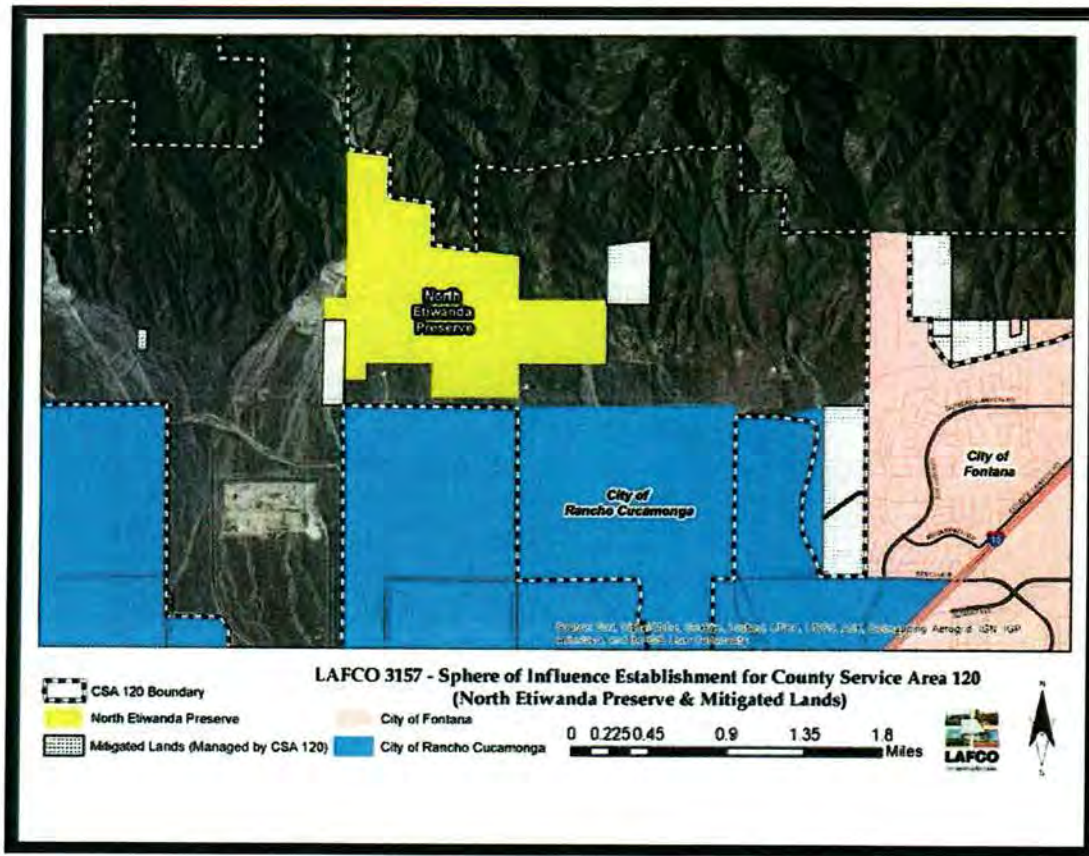 North
Etiwanda
Preserve
City of
Rancho Cucamonga
City of
Fontana
15
LAFCO 3157 - Sphere of Influence Establishment for County Service Area 120
(North Etiwanda Preserve & Mitigated Lands)
CSA 120 Boundary
North Etiwanda Preserve
Mitigated Lands (Managed by CSA 120)
City of Fontana
City of Rancho Cucamonga
0 0.225 0.45 0.9 1.35 1.8
Miles
LAFCO
N
S